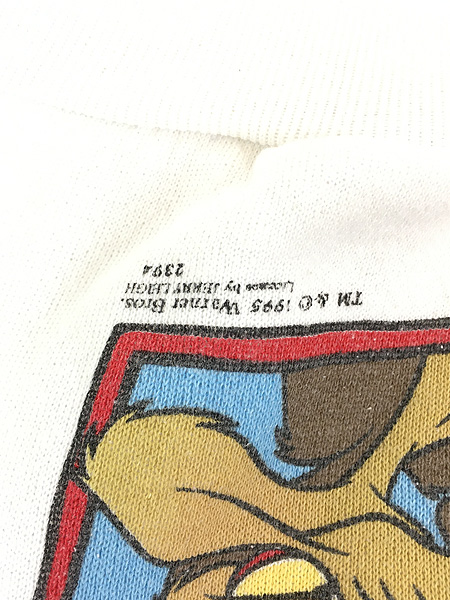 TM & © 1995 Warner Bros.
License by JERRY LEIGH
2394